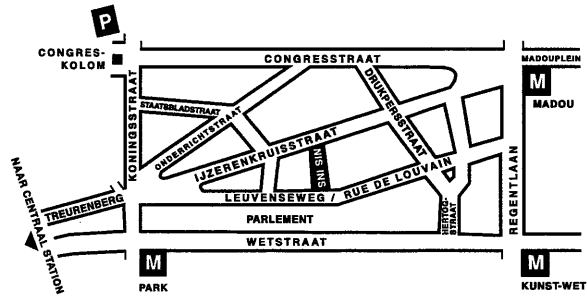 P
CONGRES-
KOLOM
CONGRESSTRAAT
MADOUPLEIN
M
MADOU
KONINGSSTRAAT
STAATSBLADSTRAAT
ONDERRICHTSTRAAT
DRUKPERSSTRAAT
IJZERENKRUISSTRAAT
NIS INS
LEUVENSEWEG / RUE DE LOUVAIN
REGENTLAAN
NAAR CENTRAAL STATION
TREURENBERG
PARLEMENT
HERTOG-
STRAAT
WETSTRAAT
M
PARK
M
KUNST-WET